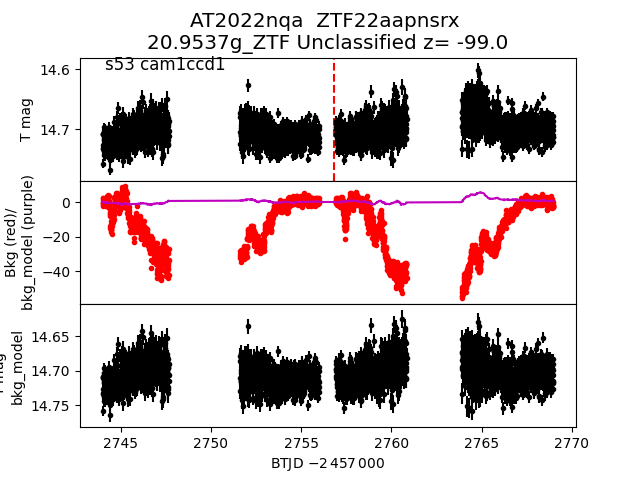 AT2022nqa ZTF22aapnsrx
20.9537g_ZTF Unclassified z= -99.0
s53 cam1ccd1
14.6
14.7
T mag
0
−20
−40
Bkg (red)/
bkg_model (purple)
14.65
14.70
14.75
bkg_model
2745
2750
2755
2760
2765
2770
BTJD −2 457 000